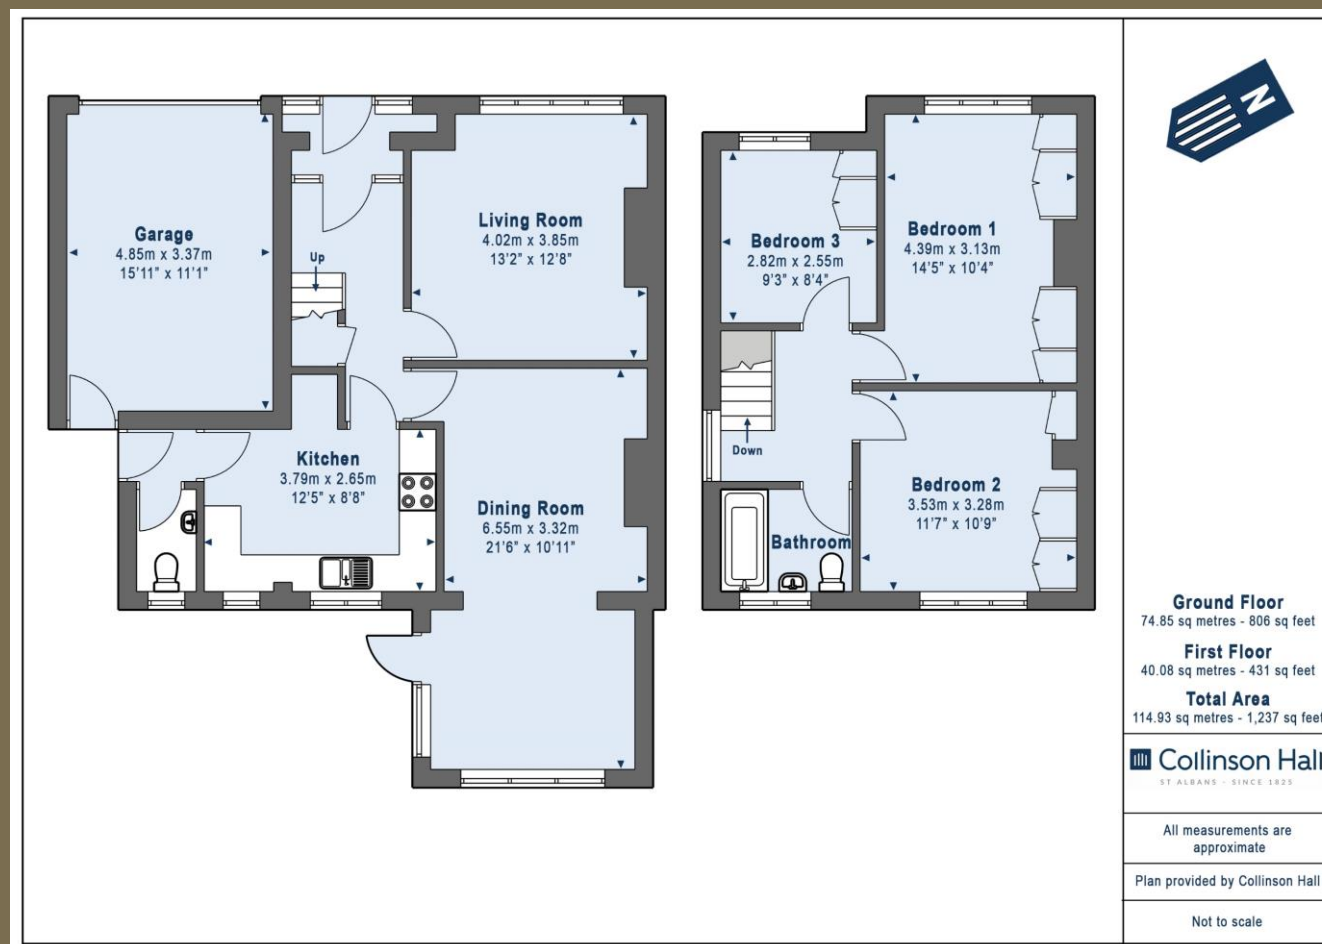 Garage
4.85m x 3.37m
15'11" x 11'1"
Up
Living Room
4.02m x 3.85m
13'2" x 12'8"
Kitchen
3.79m x 2.65m
12'5" x 8'8"
Dining Room
6.55m x 3.32m
21'6" x 10'11"
Bedroom 3
2.82m x 2.55m
9'3" x 8'4"
Bedroom 1
4.39m x 3.13m
14'5" x 10'4"
Down
Bedroom 2
3.53m x 3.28m
11'7" x 10'9"
Bathroom
N
Ground Floor
74.85 sq metres - 806 sq feet
First Floor
40.08 sq metres - 431 sq feet
Total Area
114.93 sq metres - 1,237 sq feet
Collinson Hall
ST ALBANS - SINCE 1825
All measurements are
approximate
Plan provided by Collinson Hall
Not to scale